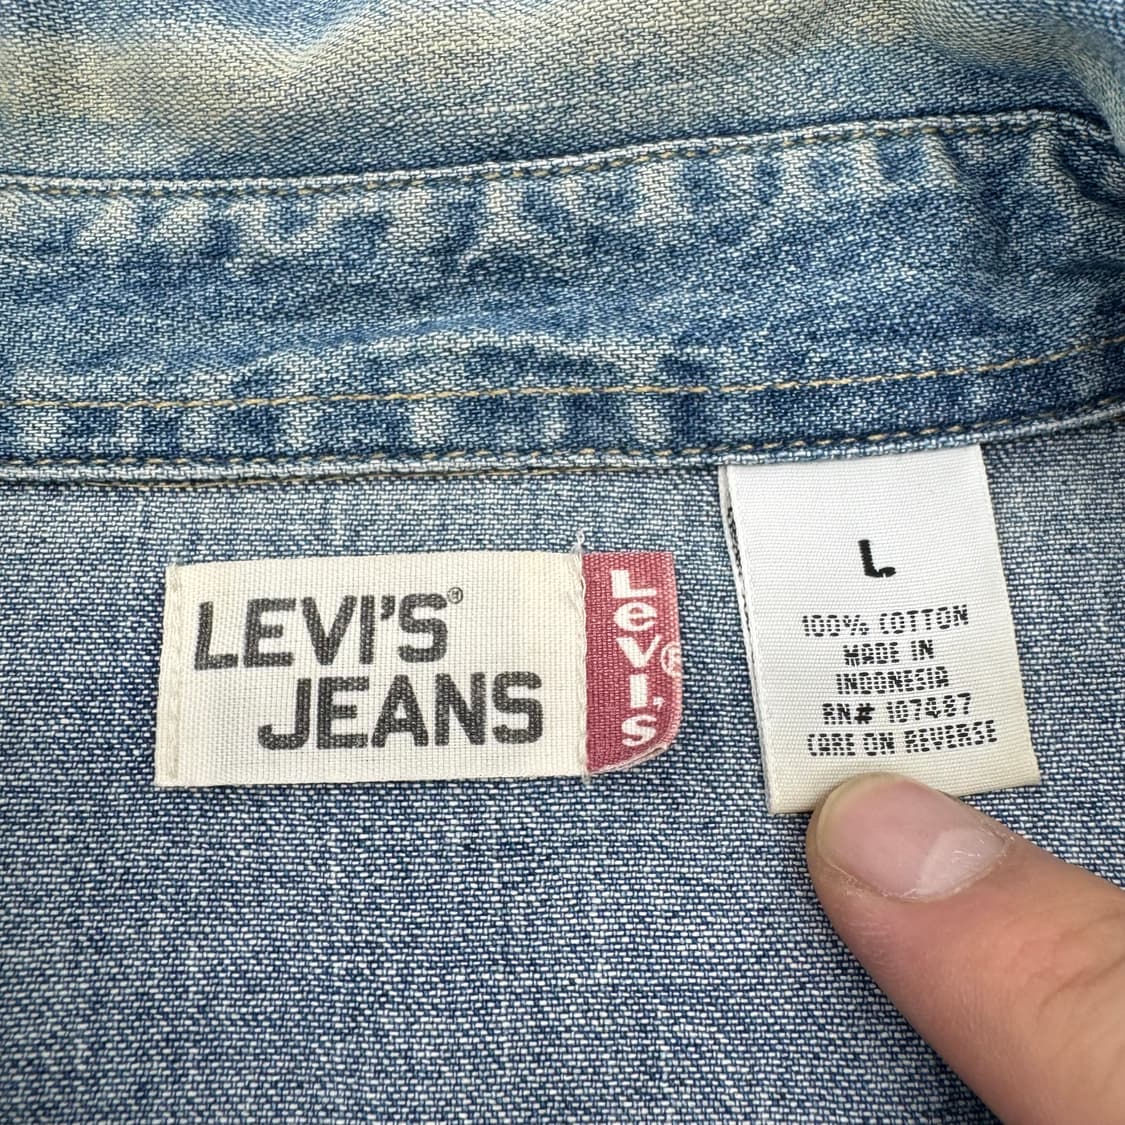 LEVI'S®
JEANS
Levi's®
L
100% COTTON
MADE IN
INDONESIA
RN# 107487
CARE ON REVERSE